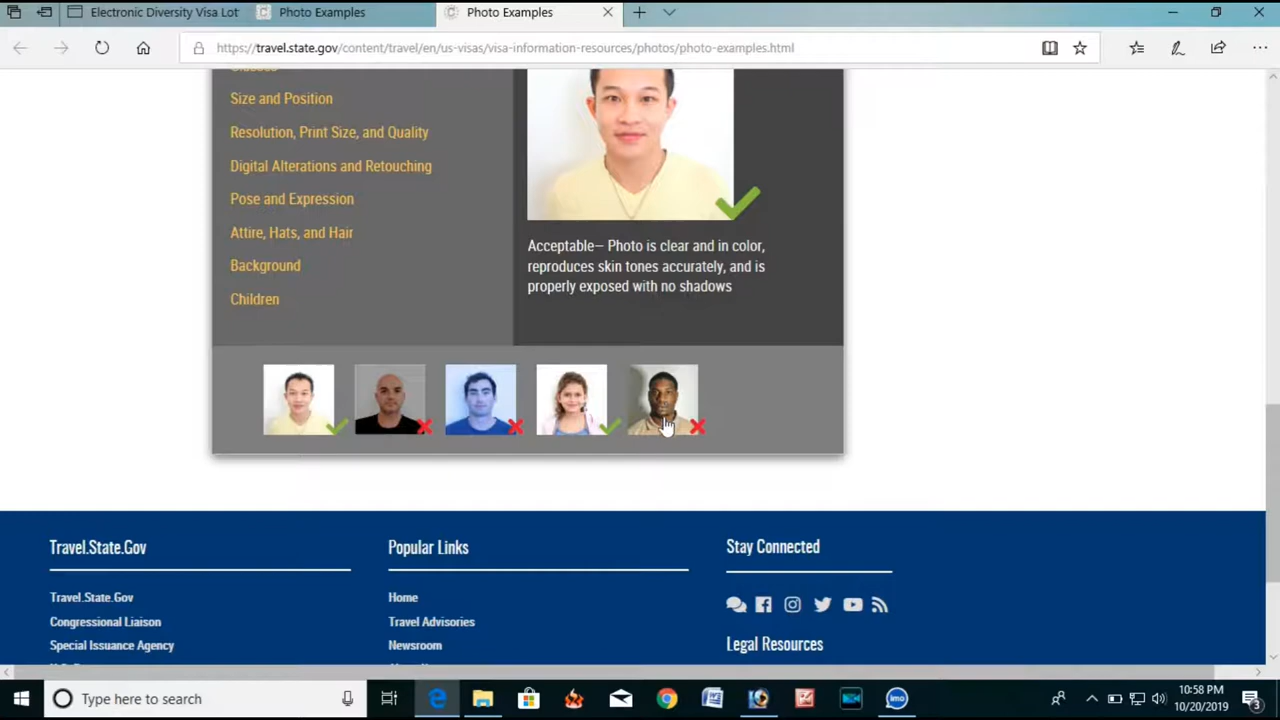 Electronic Diversity Visa Lot
Photo Examples
Photo Examples
https://travel.state.gov/content/travel/en/us-visas/visa-information-resources/photos/photo-examples.html
Size and Position
Resolution, Print Size, and Quality
Digital Alterations and Retouching
Pose and Expression
Attire, Hats, and Hair
Background
Children
Acceptable– Photo is clear and in color,
reproduces skin tones accurately, and is
properly exposed with no shadows
Travel.State.Gov
Popular Links
Stay Connected
Travel.State.Gov
Home
Congressional Liaison
Travel Advisories
Special Issuance Agency
Newsroom
Legal Resources
Type here to search
imo
10:58 PM
10/20/2019
3